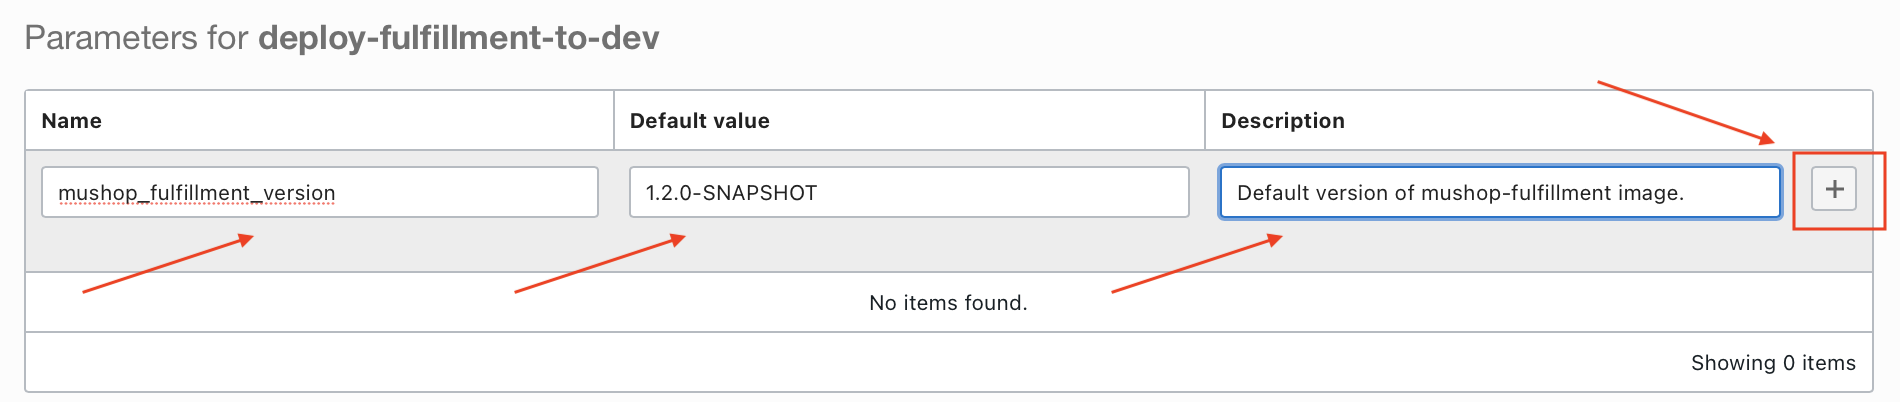 Parameters for deploy-fulfillment-to-dev
Name Default value Description
mushop_fulfillment_version 1.2.0-SNAPSHOT Default version of mushop-fulfillment image. +
No items found.
Showing 0 items